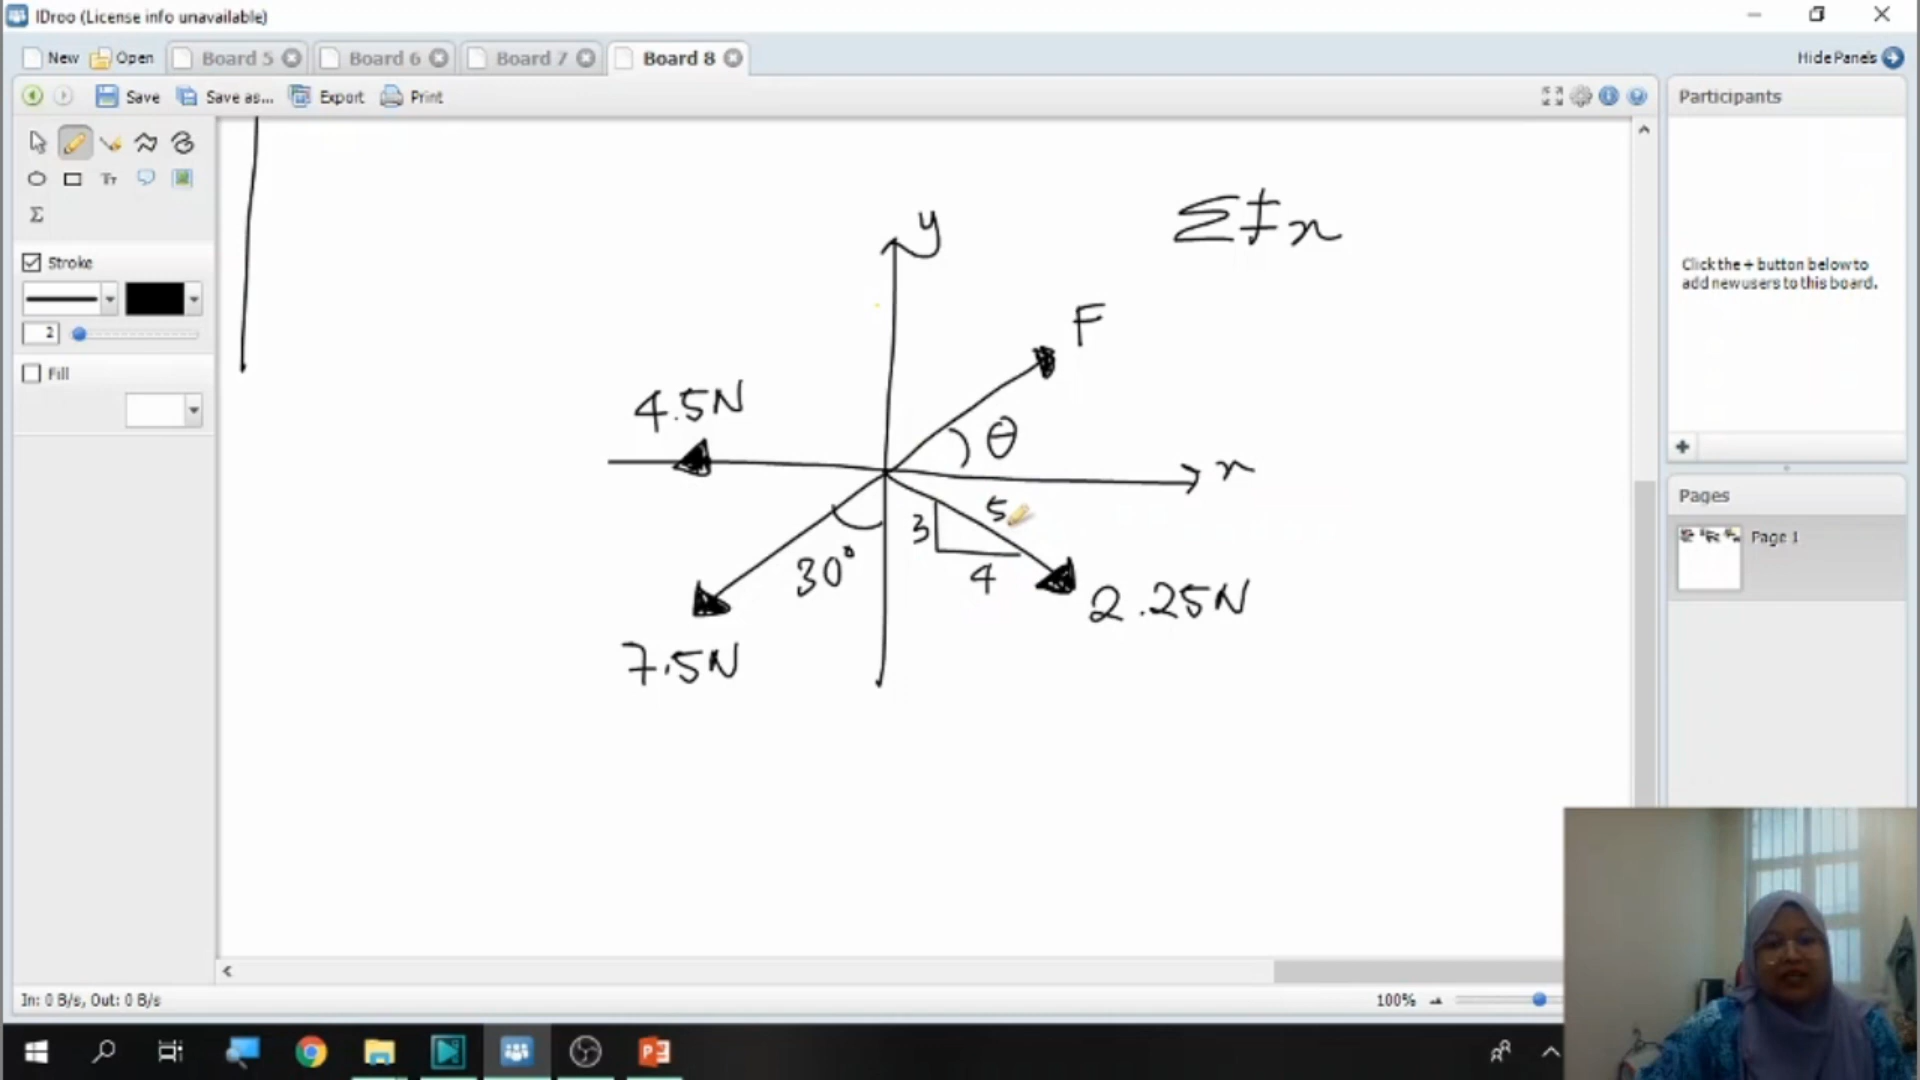 IDroo (License info unavailable)
New Open Board 5 Board 6 Board 7 Board 8 Hide Panels
Save Save as... Export Print
Participants
Click the + button below to
add new users to this board.
Pages
Page 1
Tт
Σ
Stroke
2
Fill
y
ΣFx
F
4.5N
θ
x
5
3
4
30°
2.25N
7.5N
In: 0 B/s, Out: 0 B/s
100%